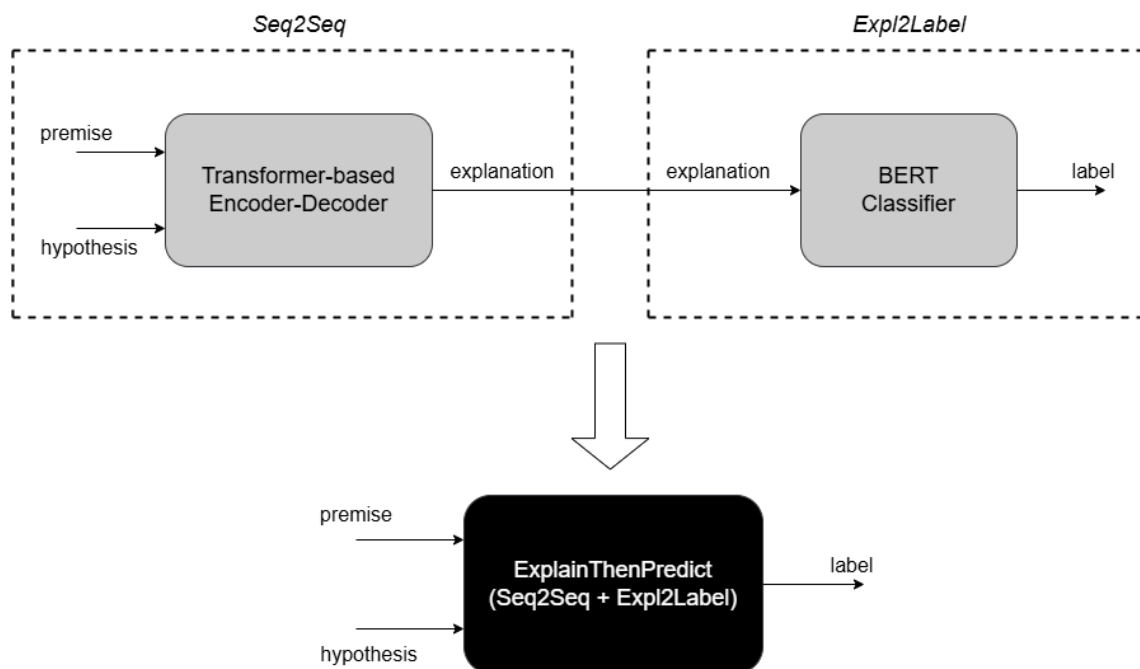 Seq2Seq
Expl2Label
premise
hypothesis
Transformer-based
Encoder-Decoder
explanation
explanation
BERT
Classifier
label
premise
hypothesis
ExplainThenPredict
(Seq2Seq + Expl2Label)
label